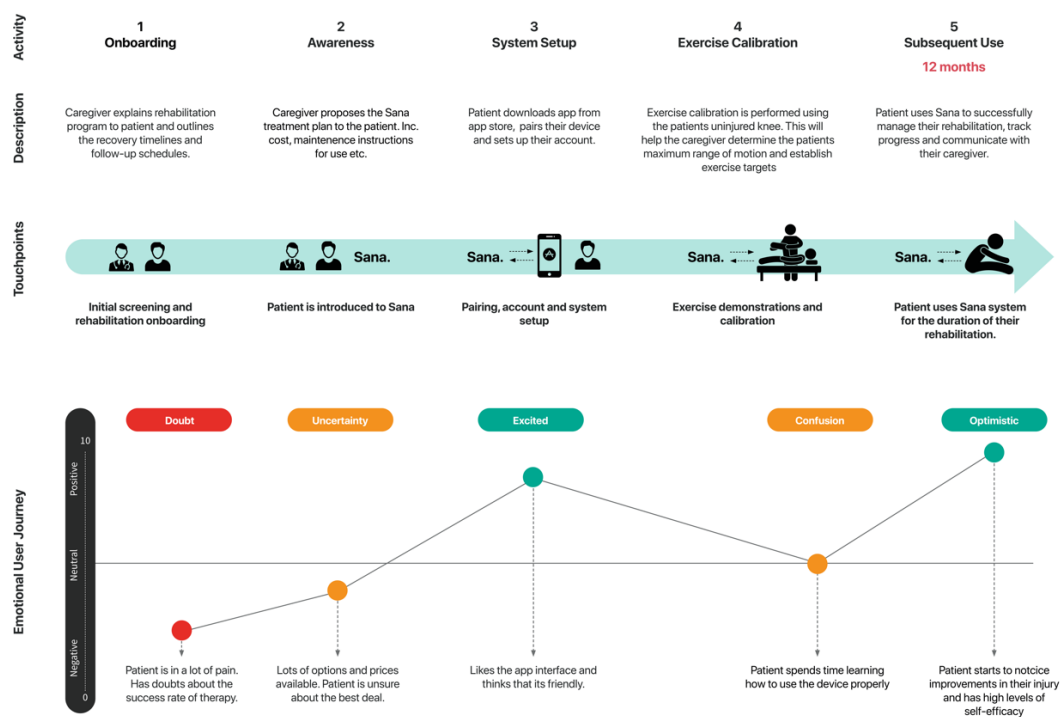 Activity
1
Onboarding
2
Awareness
3
System Setup
4
Exercise Calibration
5
Subsequent Use
12 months
Description
Caregiver explains rehabilitation
program to patient and outlines
the recovery timelines and
follow-up schedules.
Caregiver proposes the Sana
treatment plan to the patient. Inc.
cost, maintenence instructions
for use etc.
Patient downloads app from
app store, pairs their device
and sets up their account.
Exercise calibration is performed using
the patients uninjured knee. This will
help the caregiver determine the patients
maximum range of motion and establish
exercise targets
Patient uses Sana to successfully
manage their rehabilitation, track
progress and communicate with
their caregiver.
Touchpoints
Sana.
Sana.
Sana.
Sana.
Initial screening and
rehabilitation onboarding
Patient is introduced to Sana
Pairing, account and system
setup
Exercise demonstrations and
calibration
Patient uses Sana system
for the duration of their
rehabilitation.
Emotional User Journey
10
Positive
Neutral
Negative
0
Doubt
Uncertainty
Excited
Confusion
Optimistic
Patient is in a lot of pain.
Has doubts about the
success rate of therapy.
Lots of options and prices
available. Patient is unsure
about the best deal.
Likes the app interface and
thinks that its friendly.
Patient spends time learning
how to use the device properly
Patient starts to notcice
improvements in their injury
and has high levels of
self-efficacy